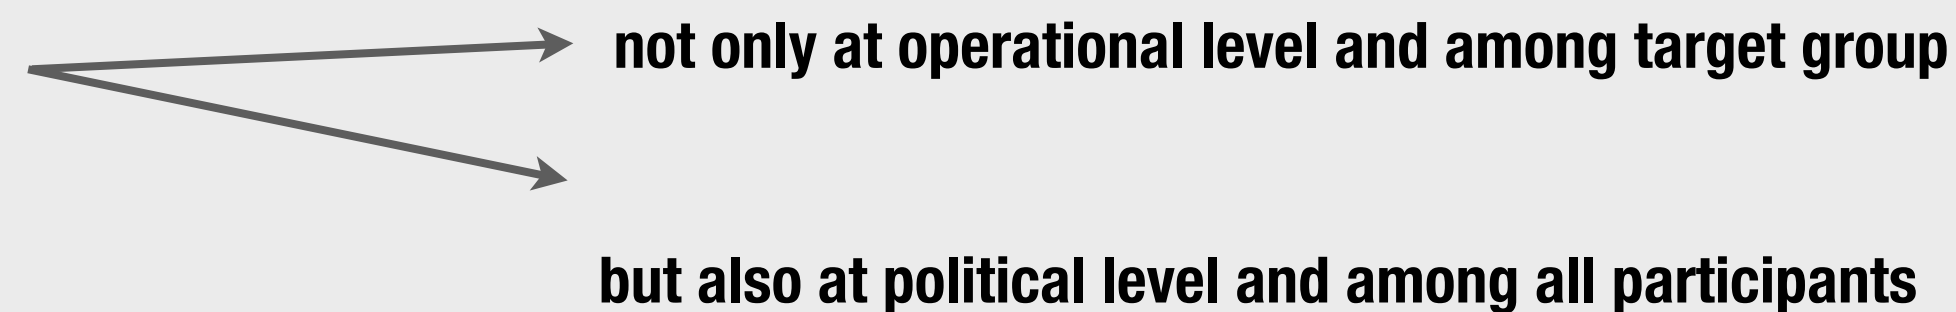 not only at operational level and among target group
but also at political level and among all participants